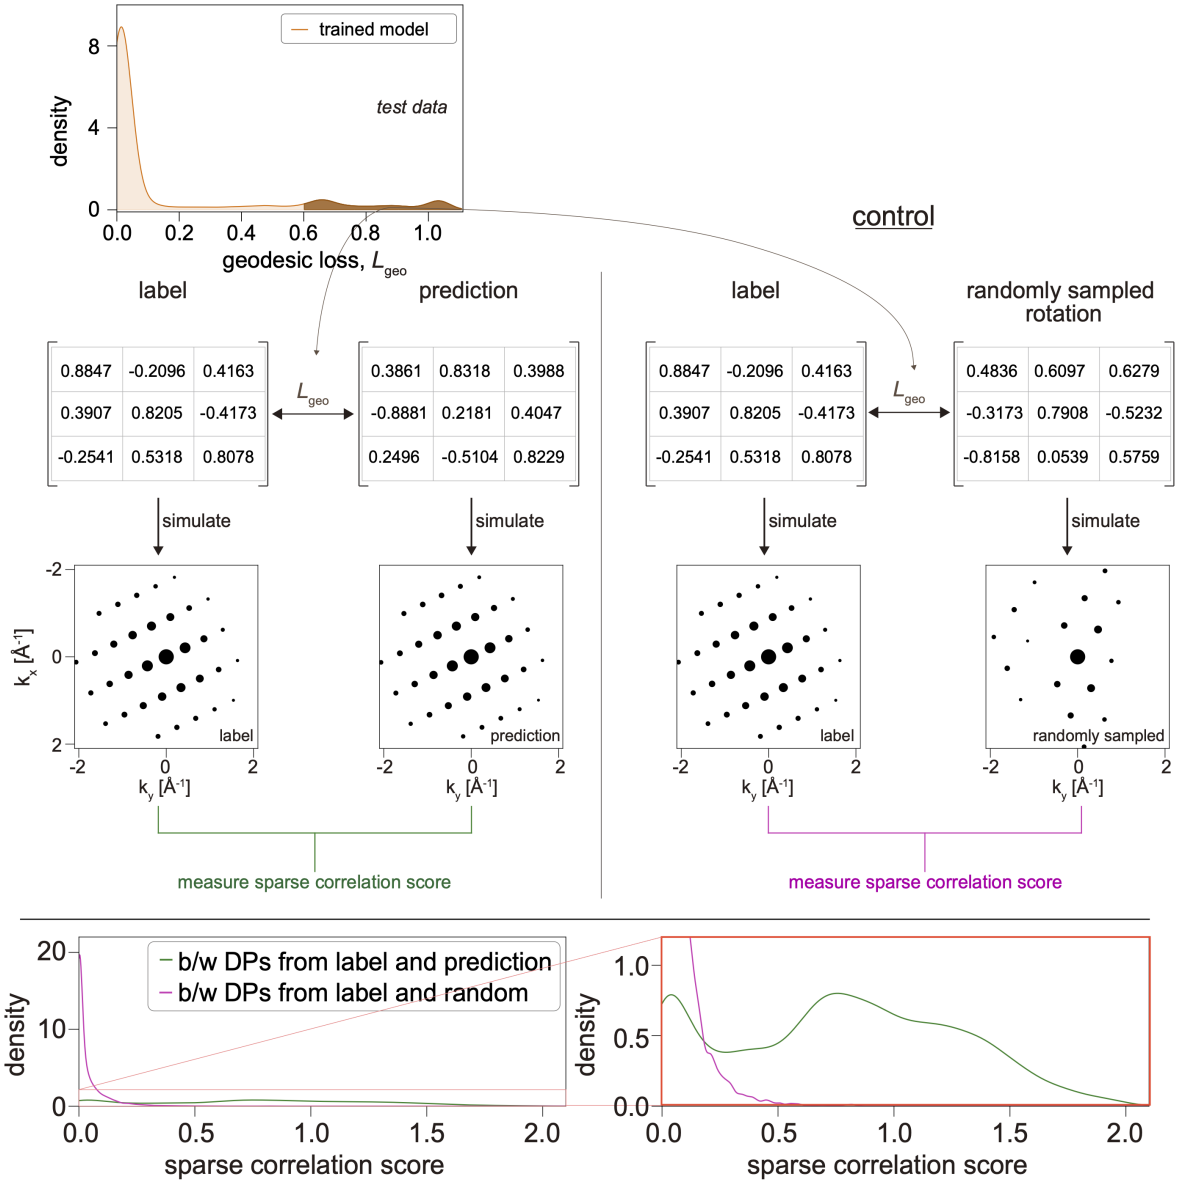 trained model
test data
density
8
4
0
0.0 0.2 0.4 0.6 0.8 1.0
geodesic loss, Lgeo
control
label
prediction
label
randomly sampled
rotation
0.8847 -0.2096 0.4163
0.3907 0.8205 -0.4173
-0.2541 0.5318 0.8078
Lgeo
0.3861 0.8318 0.3988
-0.8881 0.2181 0.4047
0.2496 -0.5104 0.8229
0.8847 -0.2096 0.4163
0.3907 0.8205 -0.4173
-0.2541 0.5318 0.8078
Lgeo
0.4836 0.6097 0.6279
-0.3173 0.7908 -0.5232
-0.8158 0.0539 0.5759
simulate
simulate
simulate
simulate
kx [Å-1]
-2
0
2
label
prediction
label
randomly sampled
-2 0 2
-2 0 2
-2 0 2
-2 0 2
ky [Å-1]
ky [Å-1]
ky [Å-1]
ky [Å-1]
measure sparse correlation score
measure sparse correlation score
density
20
10
0
b/w DPs from label and prediction
b/w DPs from label and random
0.0 0.5 1.0 1.5 2.0
sparse correlation score
density
1.0
0.5
0.0
0.0 0.5 1.0 1.5 2.0
sparse correlation score